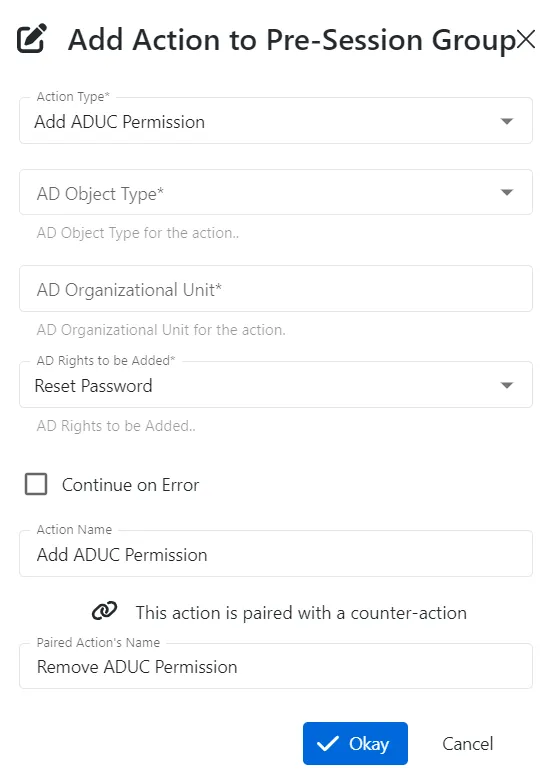 Add Action to Pre-Session Group
Action Type*
Add ADUC Permission
AD Object Type*
AD Object Type for the action..
AD Organizational Unit*
AD Organizational Unit for the action.
AD Rights to be Added*
Reset Password
AD Rights to be Added..
Continue on Error
Action Name
Add ADUC Permission
This action is paired with a counter-action
Paired Action's Name
Remove ADUC Permission
Okay Cancel